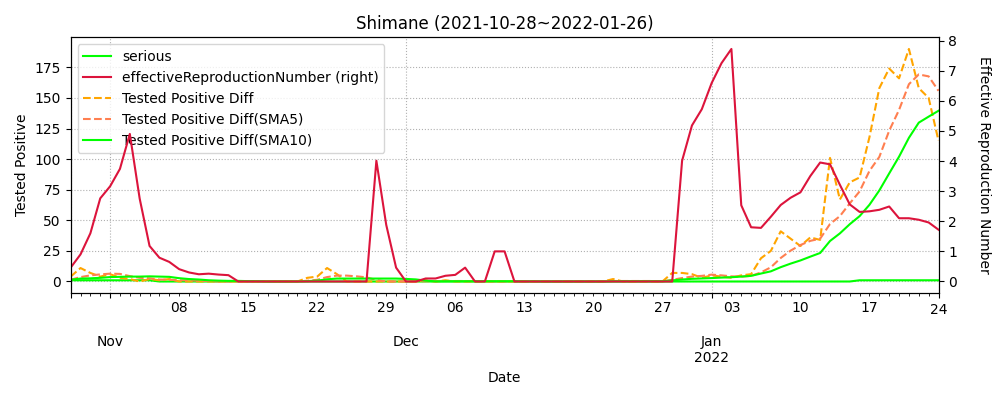 Shimane (2021-10-28~2022-01-26)
serious
effectiveReproductionNumber (right)
Tested Positive Diff
Tested Positive Diff(SMA5)
Tested Positive Diff(SMA10)
Tested Positive
175
150
125
100
75
50
25
0
8
7
6
5
4
3
2
1
0
Effective Reproduction Number
08 15 22 29 06 13 20 27 03 10 17 24
Nov Dec Jan
2022
Date